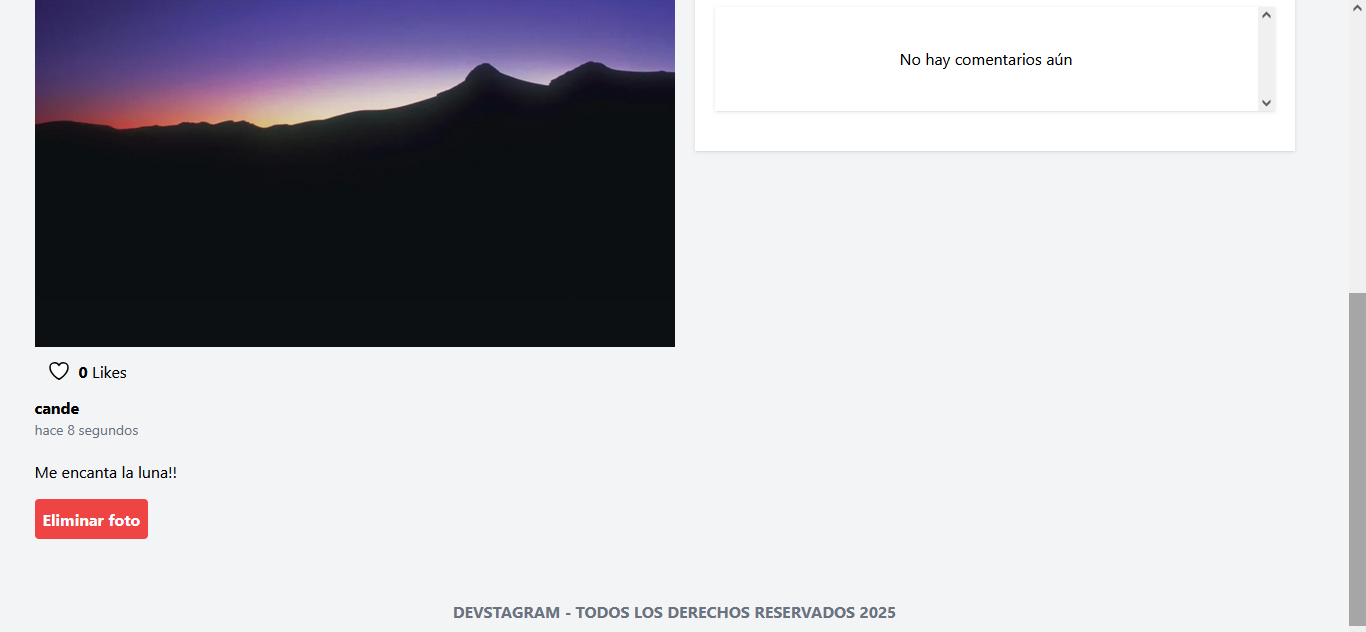 No hay comentarios aún
0 Likes
cande
hace 8 segundos
Me encanta la luna!!
Eliminar foto
DEVSTAGRAM - TODOS LOS DERECHOS RESERVADOS 2025